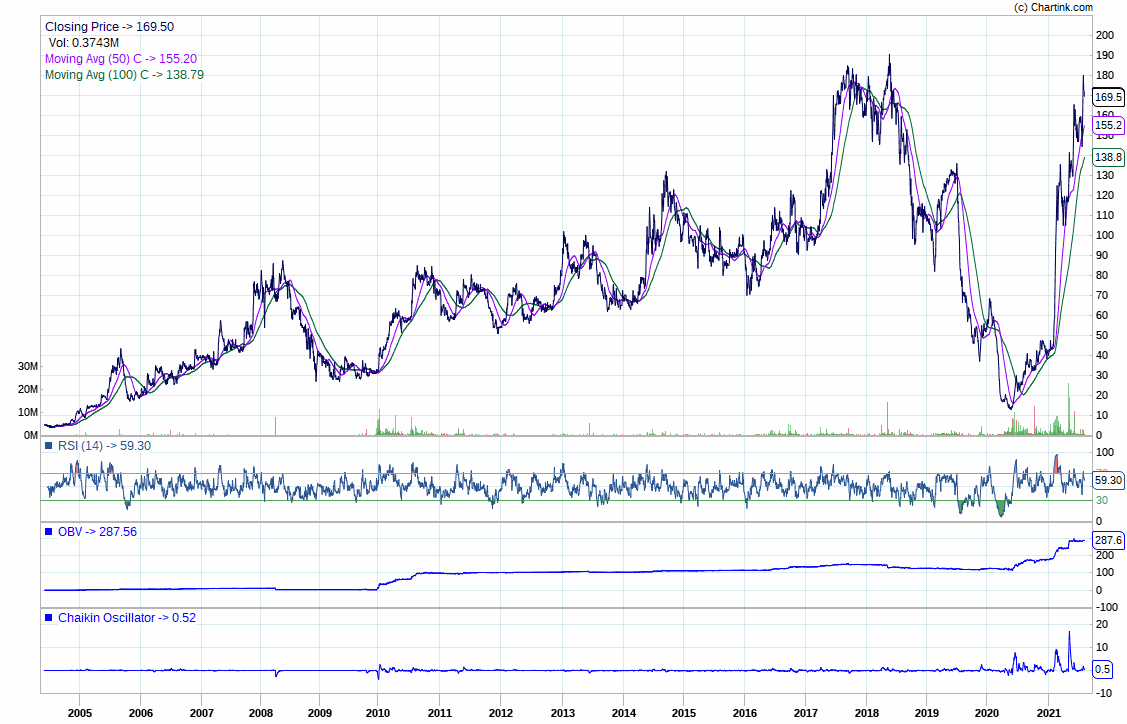 (c) Chartink.com
Closing Price -> 169.50
Vol: 0.3743M
Moving Avg (50) C -> 155.20
Moving Avg (100) C -> 138.79
200
190
180
169.5
160
155.2
150
138.8
130
120
110
100
90
80
70
60
50
40
30
20
10
0
30M
20M
10M
0M
RSI (14) -> 59.30
100
70
59.30
30
0
OBV -> 287.56
287.6
200
100
0
-100
Chaikin Oscillator -> 0.52
20
10
0.5
-10
2005 2006 2007 2008 2009 2010 2011 2012 2013 2014 2015 2016 2017 2018 2019 2020 2021